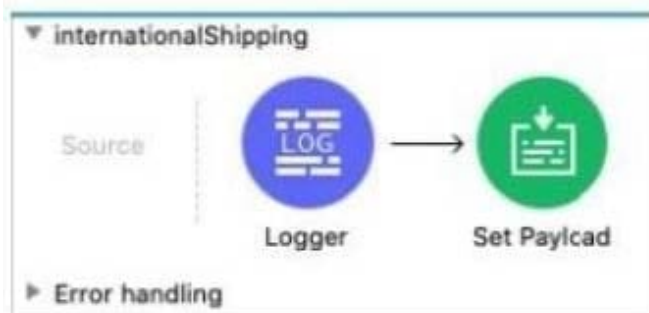 internationalShipping
Source
LOG
Logger
Set Paylcad
Error handling